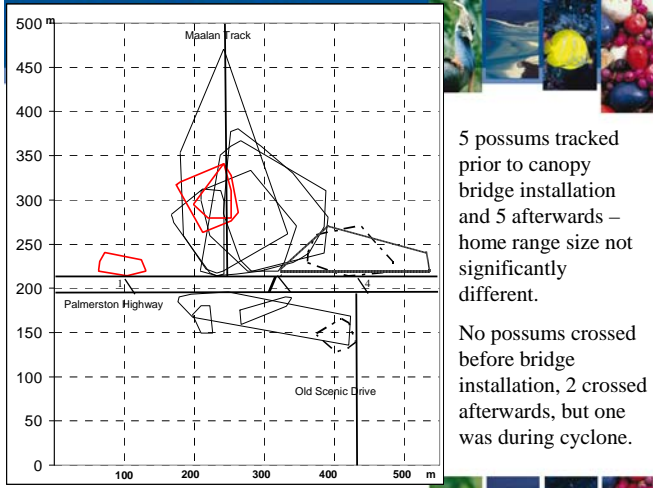 500 m
Maalan Track
450
400
350
300
250
200
1
4
Palmerston Highway
150
100
Old Scenic Drive
50
0
100 200 300 400 500 m
5 possums tracked
prior to canopy
bridge installation
and 5 afterwards –
home range size not
significantly
different.
No possums crossed
before bridge
installation, 2 crossed
afterwards, but one
was during cyclone.